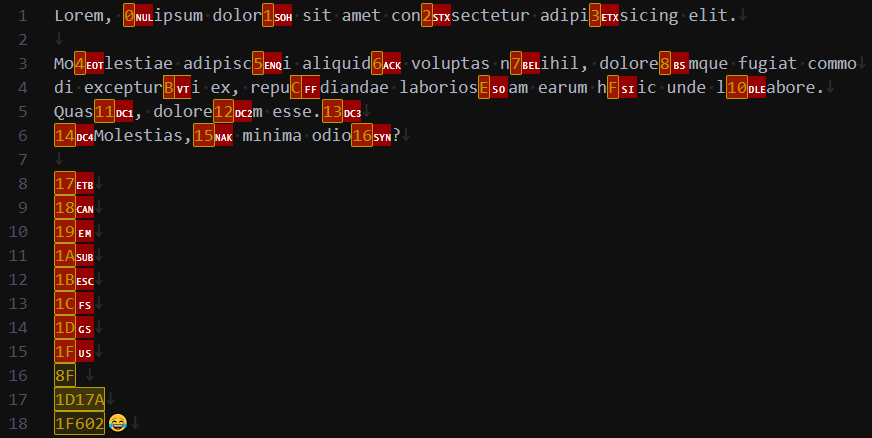 1 Lorem, 0NULipsum dolor1SOH sit amet con2STXsectetur adipi3ETXsicing elit.↓
2 ↓
3 Mo4EOTlestiae adipisc5ENQi aliquid6ACK voluptas n7BELihil, dolore8BSmque fugiat commo
4 di excepturBVTi ex, repuCFFdiandae laboriosESOam earum hFSIic unde l10DLEabore.↓
5 Quas11DC1, dolore12DC2m esse.13DC3↓
6 14DC4Molestias,15NAK minima odio16SYN?↓
7 ↓
8 17ETB↓
9 18CAN↓
10 19EM↓
11 1ASUB↓
12 1BESC↓
13 1CFS↓
14 1DGS↓
15 1FUS↓
16 8F ↓
17 1D17A↓
18 1F602😂↓